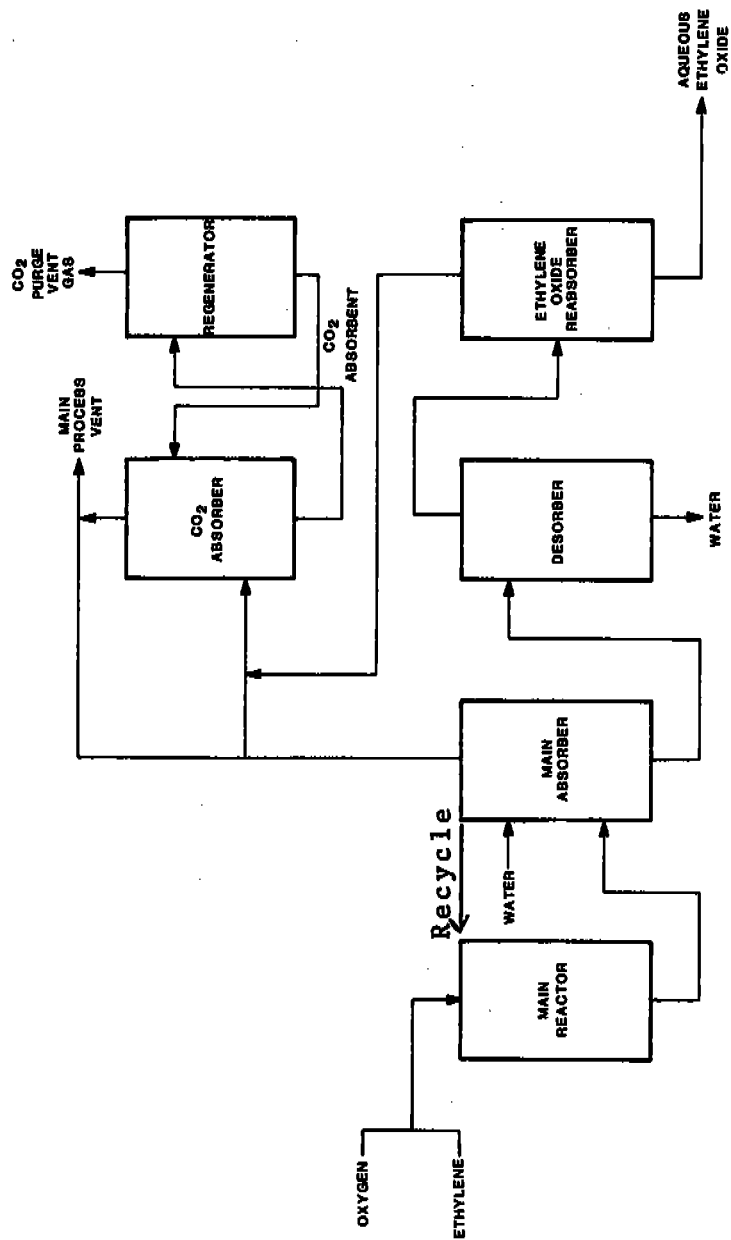 OXYGEN
ETHYLENE
MAIN
REACTOR
Recycle
WATER
MAIN
ABSORBER
DESORBER
WATER
ETHYLENE
OXIDE
REABSORBER
AQUEOUS
ETHYLENE
OXIDE
MAIN
PROCESS
VENT
CO2
ABSORBER
CO2
ABSORBENT
REGENERATOR
CO2
PURGE
VENT
GAS